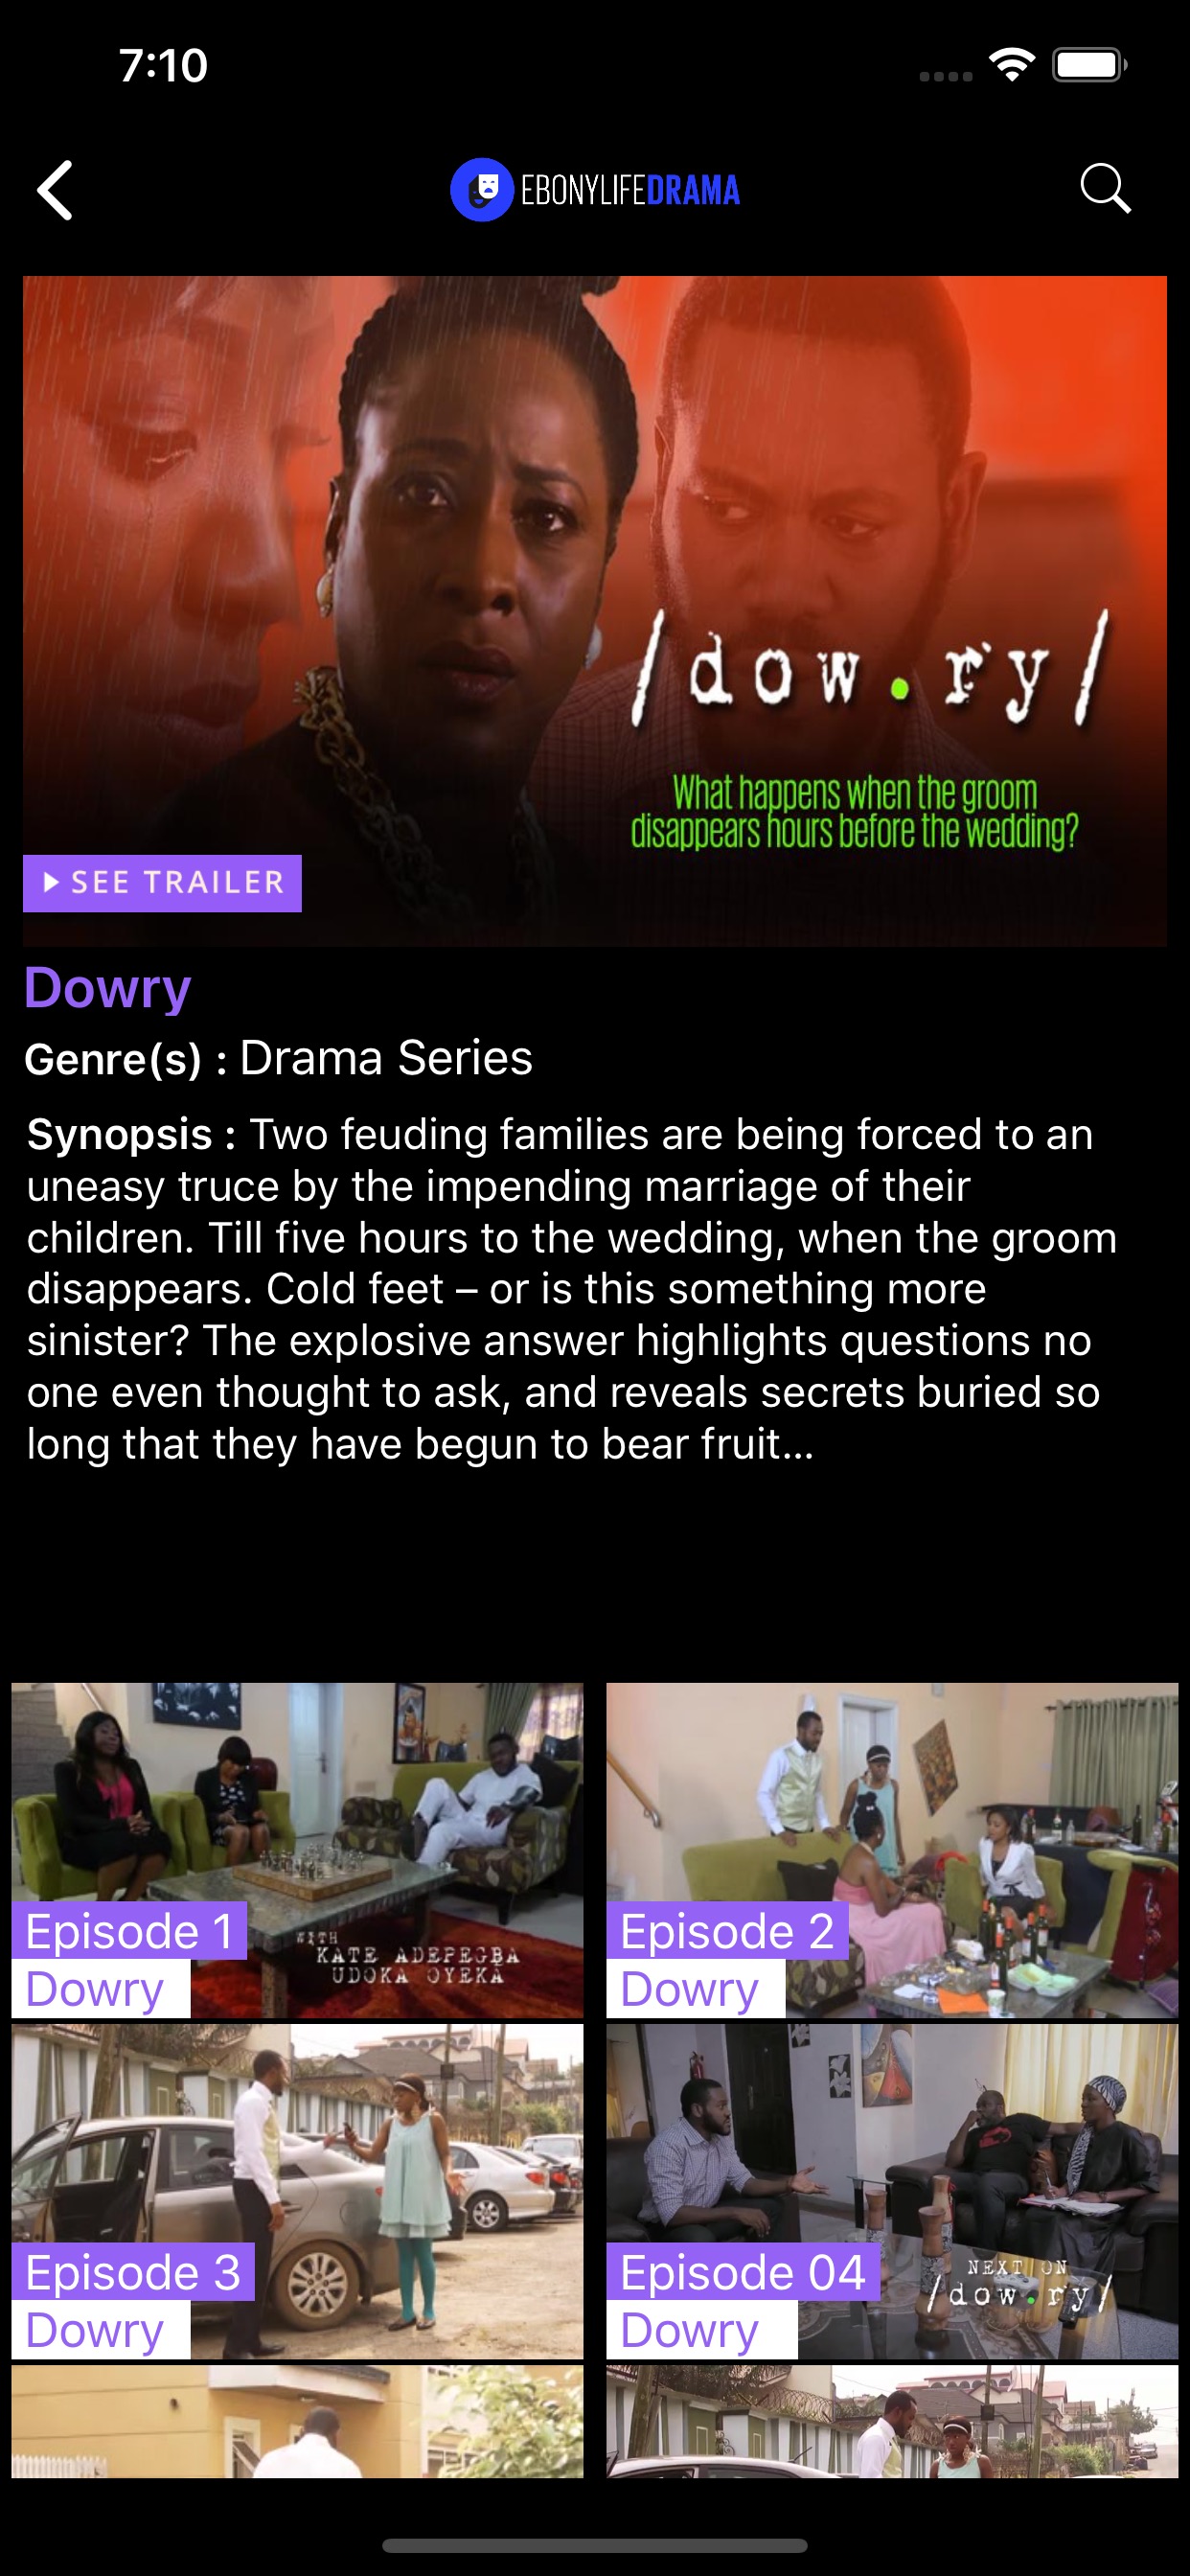 7:10
EBONYLIFEDRAMA
/dow.ry/
What happens when the groom
disappears hours before the wedding?
SEE TRAILER
Dowry
Genre(s) : Drama Series
Synopsis : Two feuding families are being forced to an
uneasy truce by the impending marriage of their
children. Till five hours to the wedding, when the groom
disappears. Cold feet – or is this something more
sinister? The explosive answer highlights questions no
one even thought to ask, and reveals secrets buried so
long that they have begun to bear fruit...
Episode 1
Dowry
WITH
KATE ADEPEGBA
UDOKA OYEKA
Episode 2
Dowry
Episode 3
Dowry
Episode 04
Dowry
NEXT ON
/dow.ry/